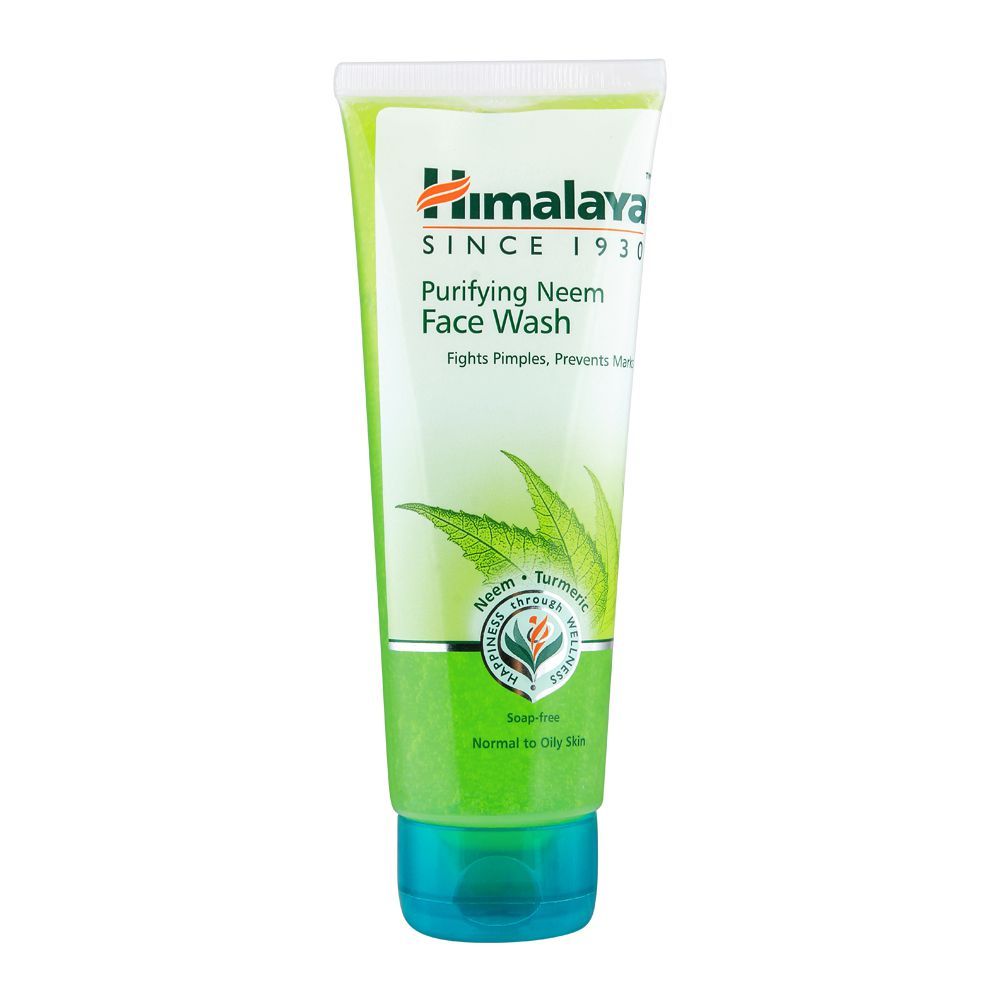 Himalaya
SINCE 1930
Purifying Neem
Face Wash
Fights Pimples, Prevents Marks
Neem • Turmeric
HAPPINESS through WELLNESS
Soap-free
Normal to Oily Skin